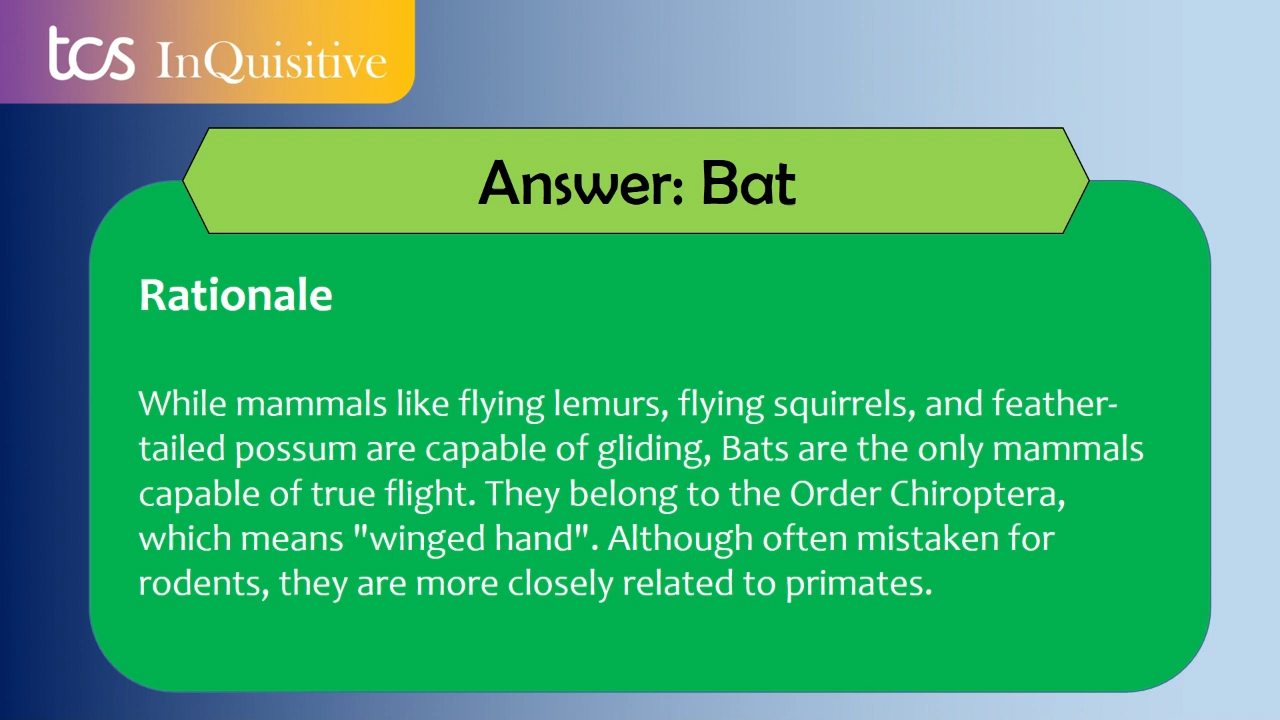 tcs InQuisitive
Answer: Bat
Rationale
While mammals like flying lemurs, flying squirrels, and feather-
tailed possum are capable of gliding, Bats are the only mammals
capable of true flight. They belong to the Order Chiroptera,
which means "winged hand". Although often mistaken for
rodents, they are more closely related to primates.